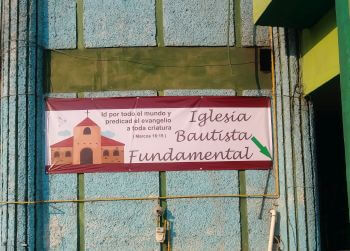 Id por todo el mundo y
predicad el evangelio
a toda criatura
( Marcos 16:15 )
Iglesia
Bautista
Fundamental